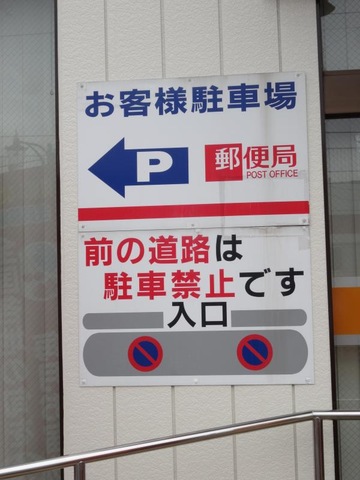 お客様駐車場
P 郵便局
POST OFFICE
前の道路は
駐車禁止です
入口